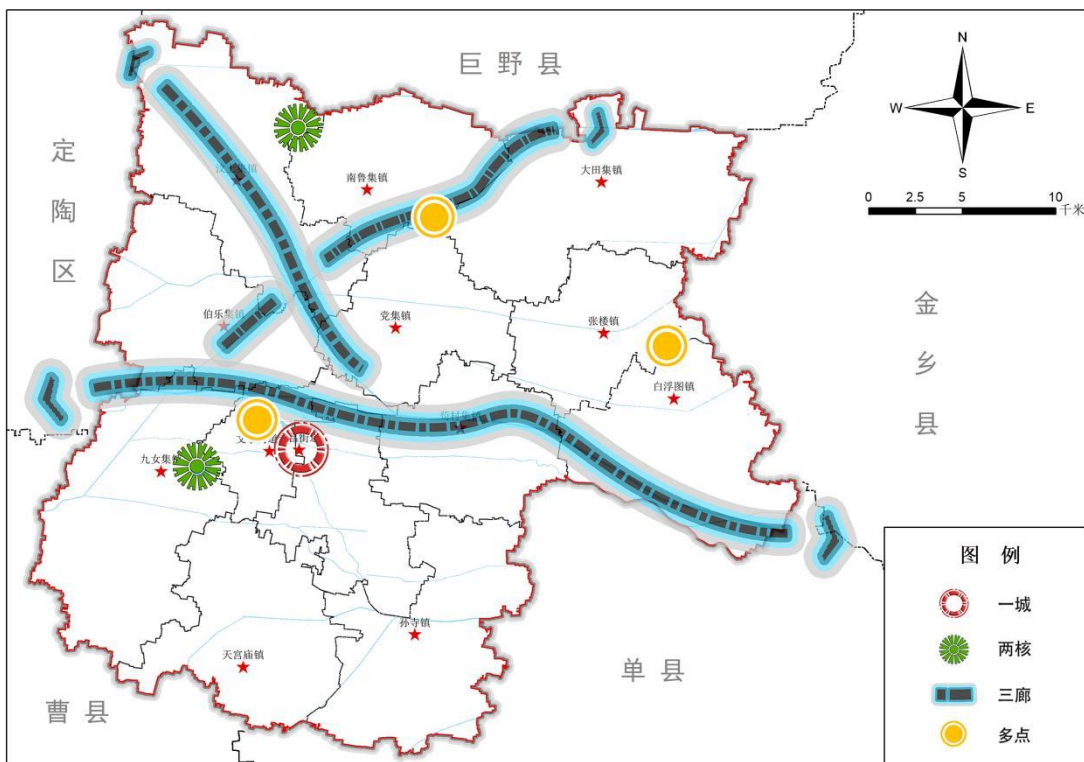 巨野县
N
W
E
S
定陶区
0 2.5 5 10
千米
南鲁集镇
大田集镇
金乡县
伯乐集镇
党集镇
张楼镇
白浮图镇
九女集镇
孙寺镇
天宫庙镇
单县
曹县
图 例
一城
两核
三廊
多点